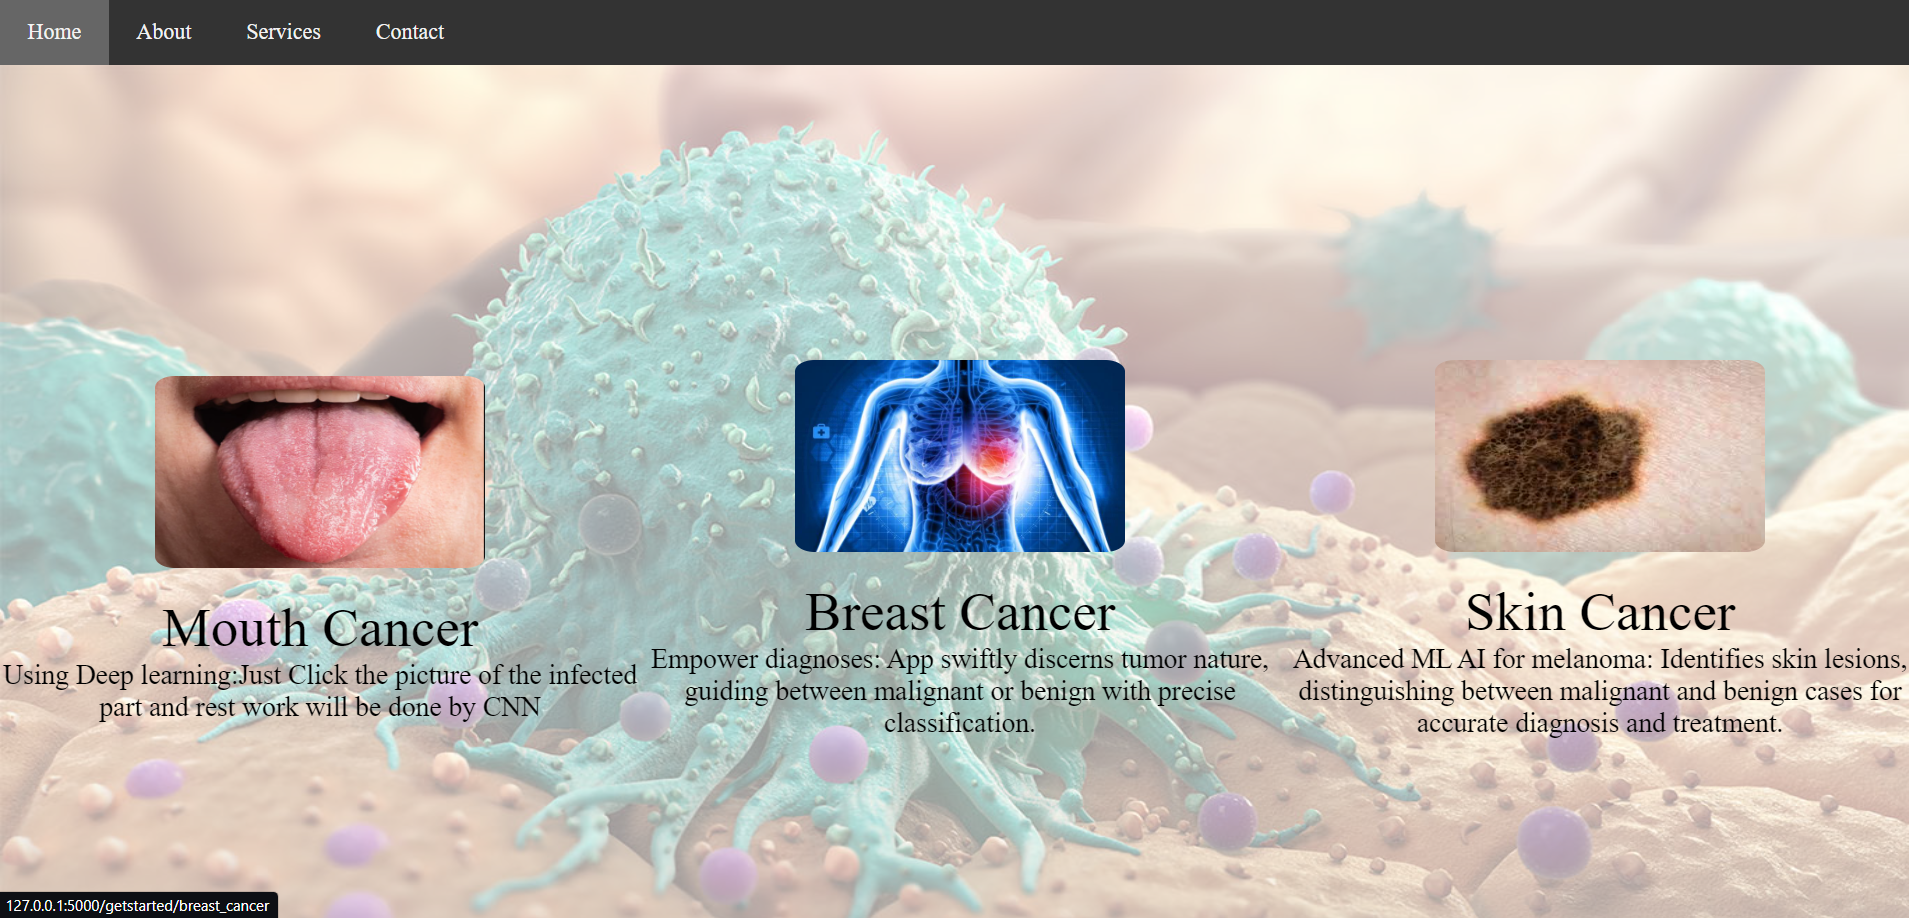 Home
About
Services
Contact
Mouth Cancer
Using Deep learning:Just Click the picture of the infected
part and rest work will be done by CNN
Breast Cancer
Empower diagnoses: App swiftly discerns tumor nature,
guiding between malignant or benign with precise
classification.
Skin Cancer
Advanced ML AI for melanoma: Identifies skin lesions,
distinguishing between malignant and benign cases for
accurate diagnosis and treatment.
127.0.0.1:5000/getstarted/breast_cancer